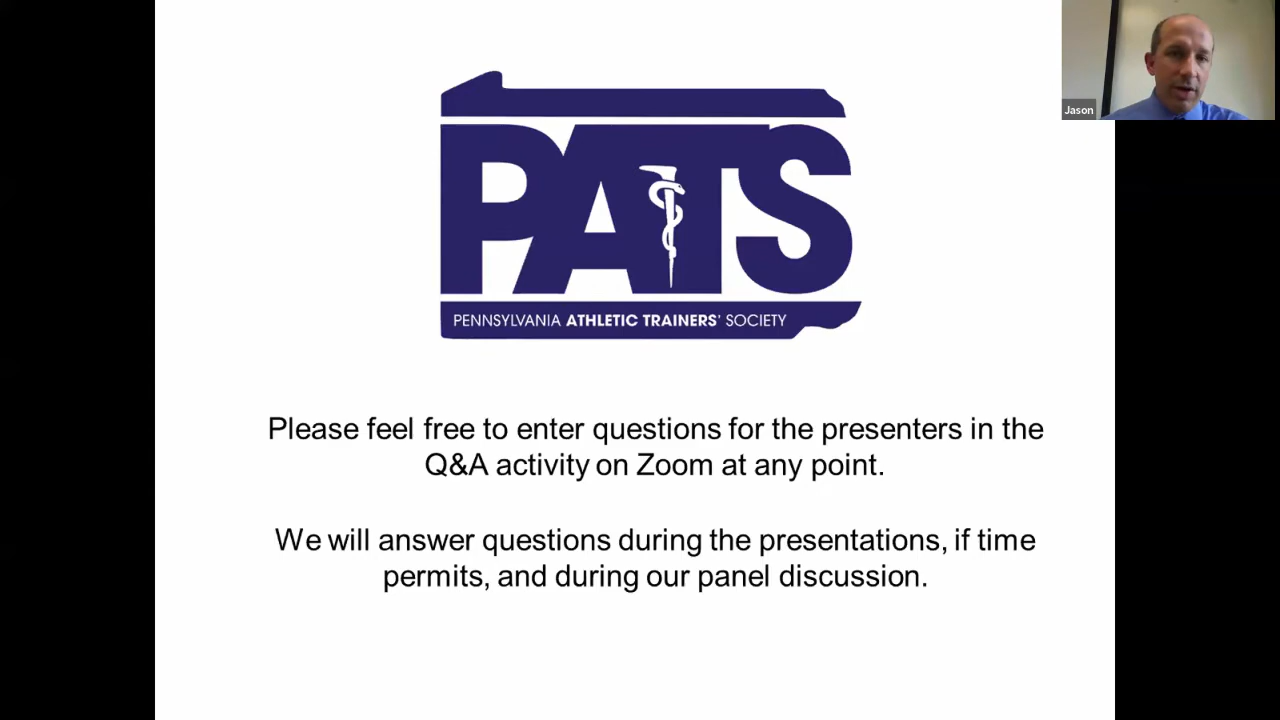 Jason
PATS
PENNSYLVANIA ATHLETIC TRAINERS' SOCIETY
Please feel free to enter questions for the presenters in the
Q&A activity on Zoom at any point.
We will answer questions during the presentations, if time
permits, and during our panel discussion.